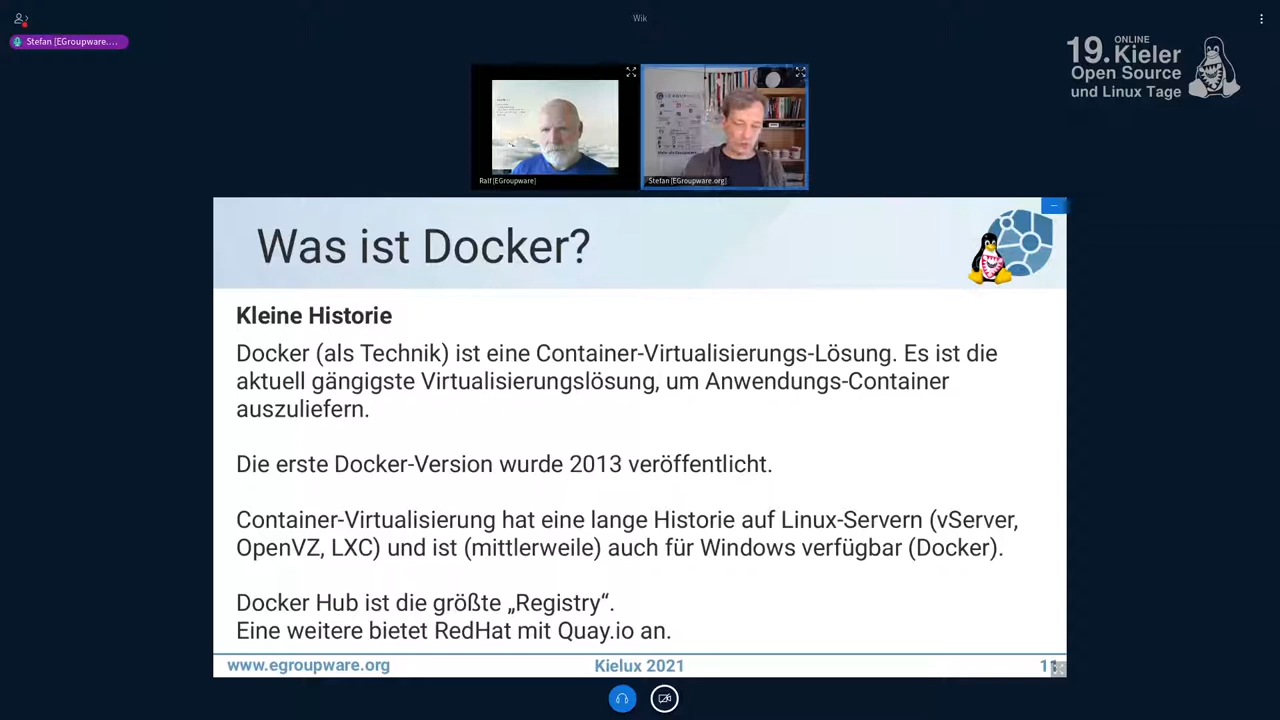 Wik
Stefan [EGroupware....
ONLINE
19. Kieler
Open Source
und Linux Tage
Ralf [EGroupware]
Stefan [EGroupware.org]
Was ist Docker?
Kleine Historie
Docker (als Technik) ist eine Container-Virtualisierungs-Lösung. Es ist die
aktuell gängigste Virtualisierungslösung, um Anwendungs-Container
auszuliefern.
Die erste Docker-Version wurde 2013 veröffentlicht.
Container-Virtualisierung hat eine lange Historie auf Linux-Servern (vServer,
OpenVZ, LXC) und ist (mittlerweile) auch für Windows verfügbar (Docker).
Docker Hub ist die größte „Registry“.
Eine weitere bietet RedHat mit Quay.io an.
www.egroupware.org
Kielux 2021